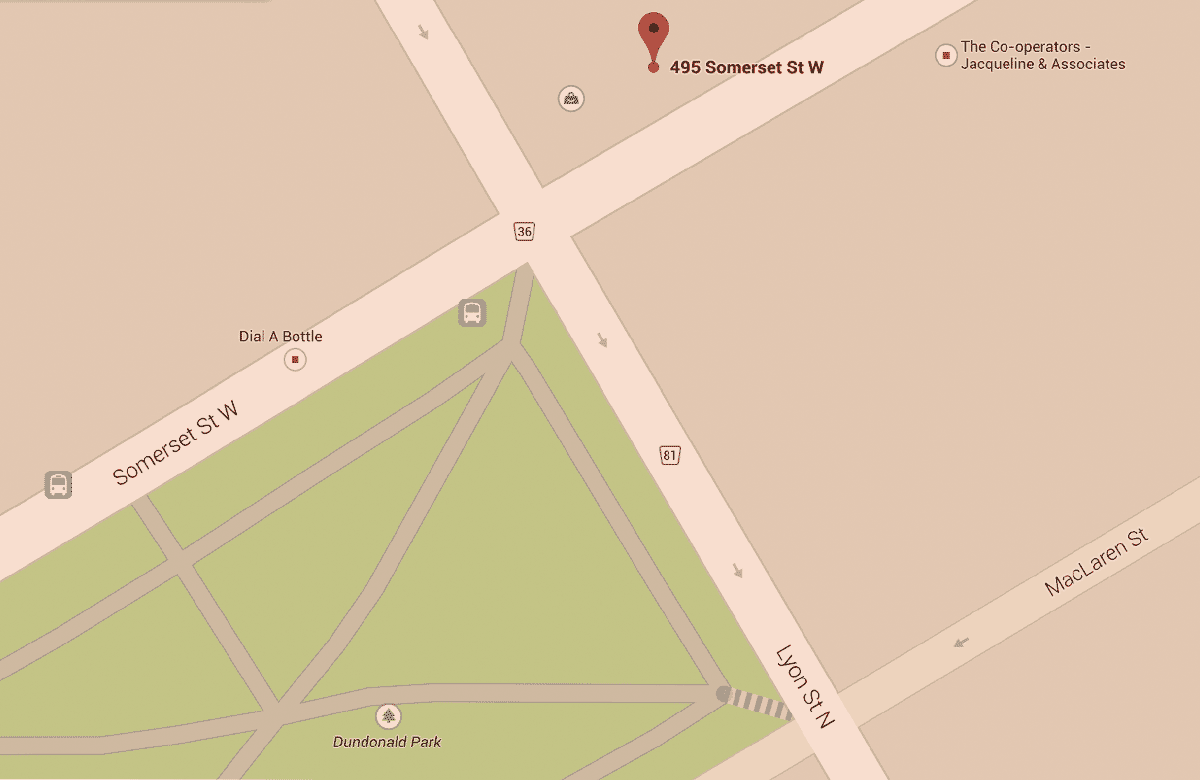 The Co-operators -
Jacqueline & Associates
495 Somerset St W
36
Dial A Bottle
Somerset St W
81
MacLaren St
Lyon St N
Dundonald Park